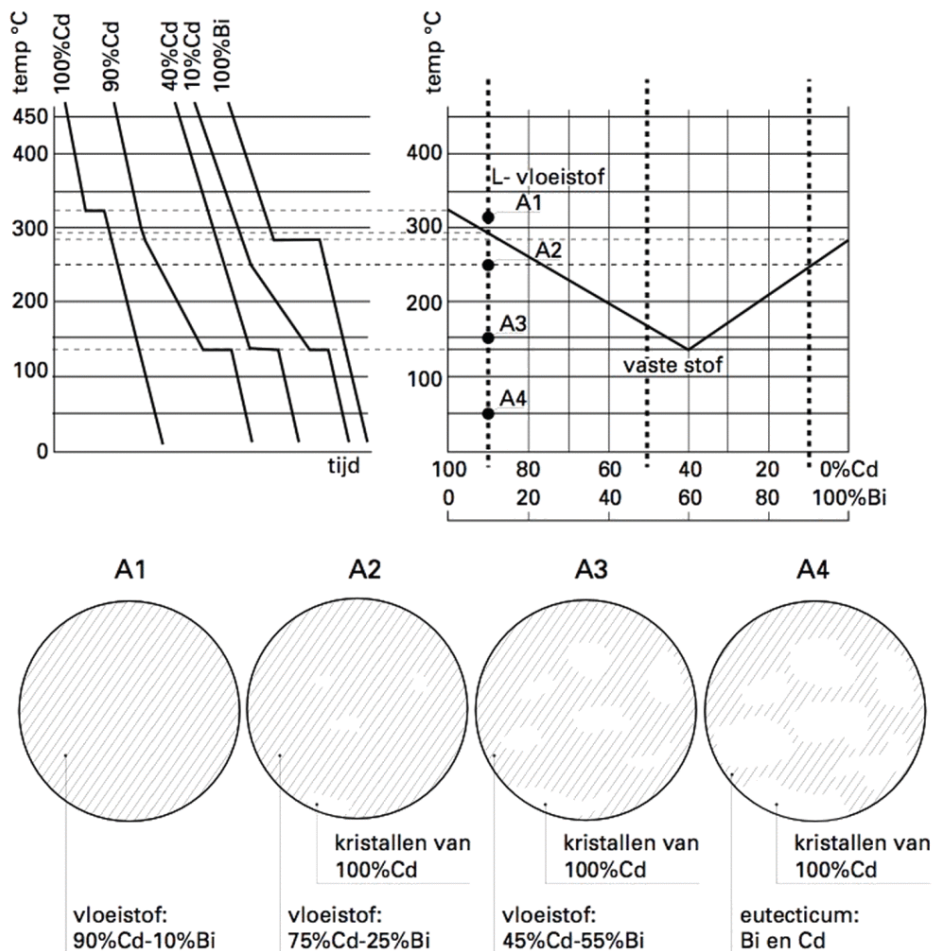 temp °C
100%Cd
90%Cd
40%Cd
10%Cd
100%Bi
450
400
300
200
100
0
tijd
temp °C
400
300
200
100
L- vloeistof
A1
A2
A3
vaste stof
A4
100 80 60 40 20 0%Cd
0 20 40 60 80 100%Bi
A1 A2 A3 A4
kristallen van
100%Cd
kristallen van
100%Cd
kristallen van
100%Cd
vloeistof:
90%Cd-10%Bi
vloeistof:
75%Cd-25%Bi
vloeistof:
45%Cd-55%Bi
eutecticum:
Bi en Cd